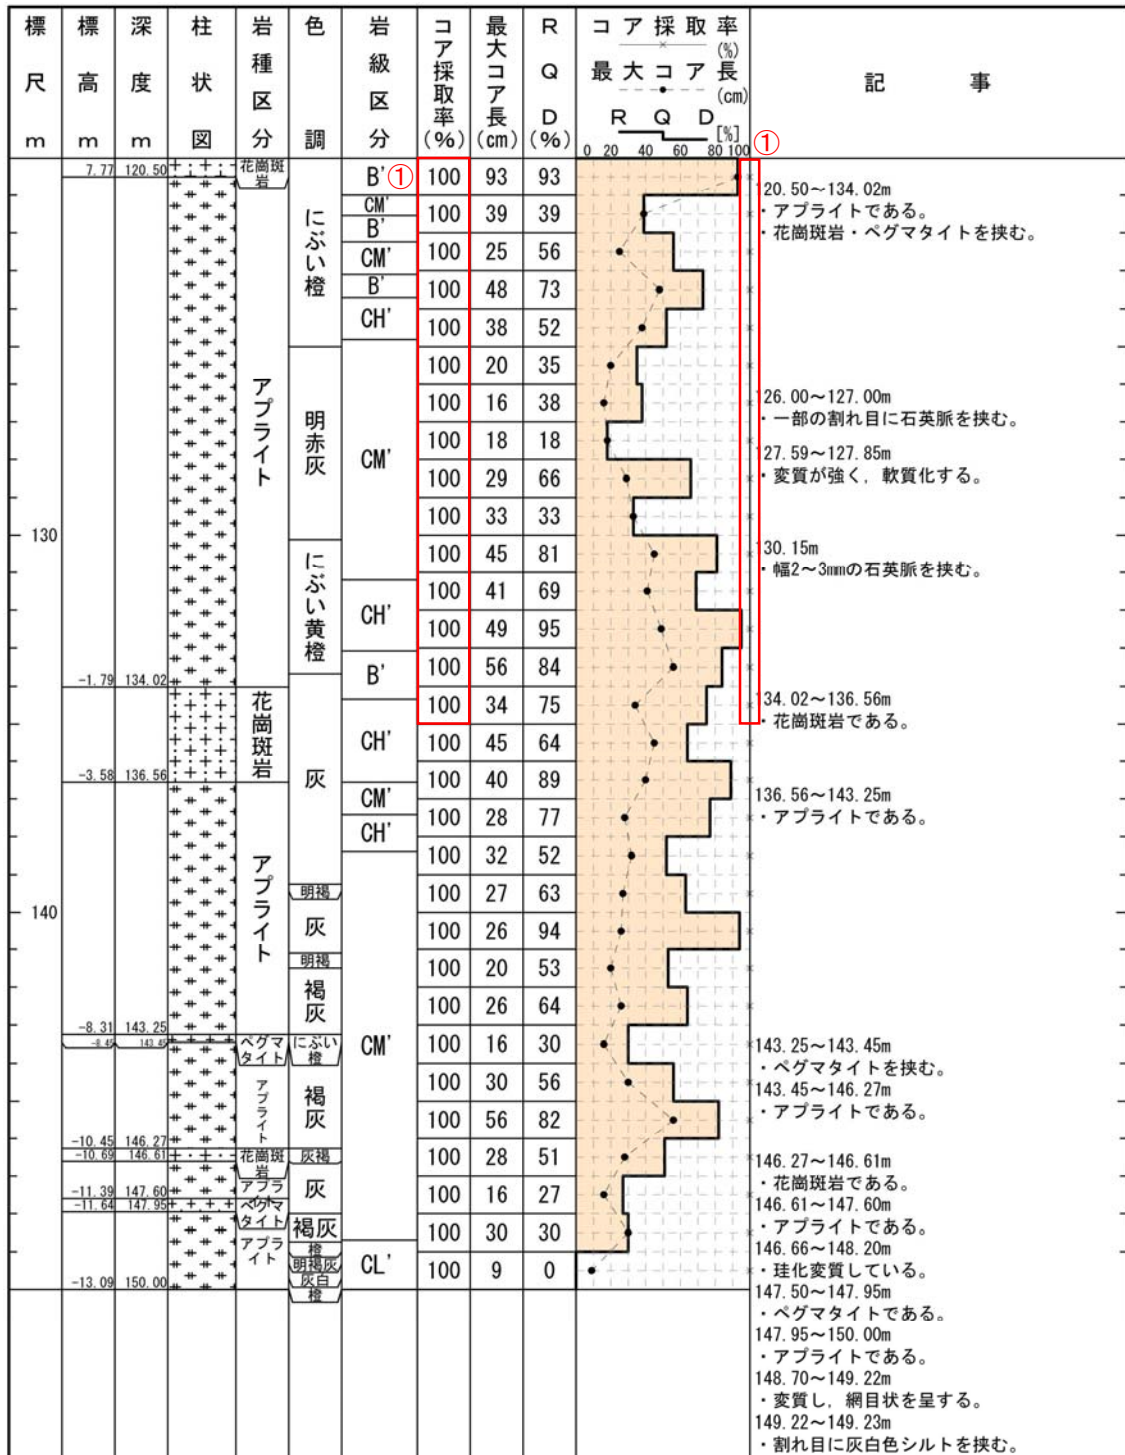 標尺 m
標高 m
深度 m
柱状図
岩種区分
色調
岩級区分
コア採取率(%)
最大コア長(cm)
RQD(%)
コア採取率(%)
最大コア長(cm)
RQD[%]
0 20 40 60 80 100
記事
①
①
130
140
7.77 120.50
-1.79 134.02
-3.58 136.56
-8.31 143.25
-8.45 143.45
-10.45 146.27
-10.69 146.61
-11.39 147.60
-11.64 147.95
-13.09 150.00
花崗斑岩
アプライト
花崗斑岩
アプライト
ペグマタイト
アプライト
花崗斑岩
アプライト
ペグマタイト
アプライト
にぶい橙
明赤灰
にぶい黄橙
灰
明褐
灰
明褐
褐灰
にぶい橙
褐灰
灰褐
灰
褐灰
橙
明褐灰
灰白
橙
B'
CM'
B'
CM'
B'
CH'
CM'
CH'
B'
CH'
CM'
CH'
CM'
CL'
100 93 93
100 39 39
100 25 56
100 48 73
100 38 52
100 20 35
100 16 38
100 18 18
100 29 66
100 33 33
100 45 81
100 41 69
100 49 95
100 56 84
100 34 75
100 45 64
100 40 89
100 28 77
100 32 52
100 27 63
100 26 94
100 20 53
100 26 64
100 16 30
100 30 56
100 56 82
100 28 51
100 16 27
100 30 30
100 9 0
120.50～134.02m
・アプライトである。
・花崗斑岩・ペグマタイトを挟む。
126.00～127.00m
・一部の割れ目に石英脈を挟む。
127.59～127.85m
・変質が強く，軟質化する。
130.15m
・幅2～3mmの石英脈を挟む。
134.02～136.56m
・花崗斑岩である。
136.56～143.25m
・アプライトである。
143.25～143.45m
・ペグマタイトを挟む。
143.45～146.27m
・アプライトである。
146.27～146.61m
・花崗斑岩である。
146.61～147.60m
・アプライトである。
146.66～148.20m
・珪化変質している。
147.50～147.95m
・ペグマタイトである。
147.95～150.00m
・アプライトである。
148.70～149.22m
・変質し，網目状を呈する。
149.22～149.23m
・割れ目に灰白色シルトを挟む。